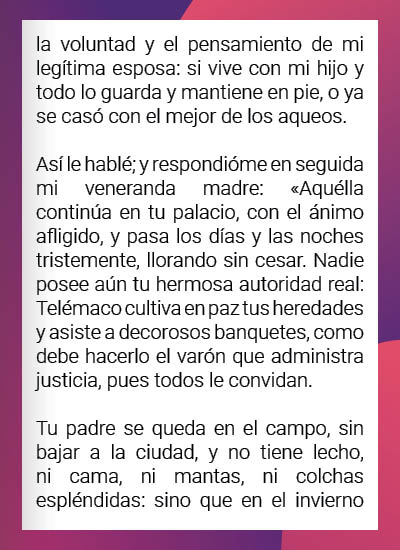 la voluntad y el pensamiento de mi
legítima esposa: si vive con mi hijo y
todo lo guarda y mantiene en pie, o ya
se casó con el mejor de los aqueos.
Así le hablé; y respondióme en seguida
mi veneranda madre: «Aquélla
continúa en tu palacio, con el ánimo
afligido, y pasa los días y las noches
tristemente, llorando sin cesar. Nadie
posee aún tu hermosa autoridad real:
Telémaco cultiva en paz tus heredades
y asiste a decorosos banquetes, como
debe hacerlo el varón que administra
justicia, pues todos le convidan.
Tu padre se queda en el campo, sin
bajar a la ciudad, y no tiene lecho,
ni cama, ni mantas, ni colchas
espléndidas: sino que en el invierno